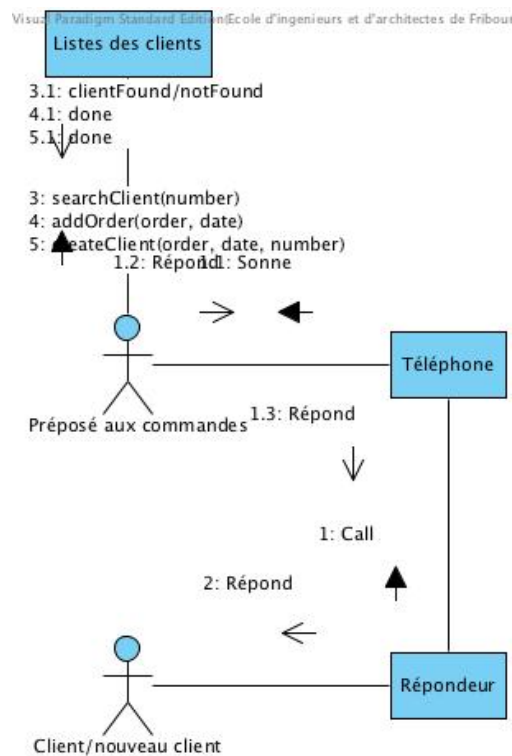 Visual Paradigm Standard Edition(Ecole d'ingenieurs et d'architectes de Fribour
Listes des clients
3.1: clientFound/notFound
4.1: done
5.1: done
3: searchClient(number)
4: addOrder(order, date)
5: createClient(order, date, number)
1.2: Répond
1.1: Sonne
Téléphone
Préposé aux commandes
1.3: Répond
1: Call
2: Répond
Répondeur
Client/nouveau client